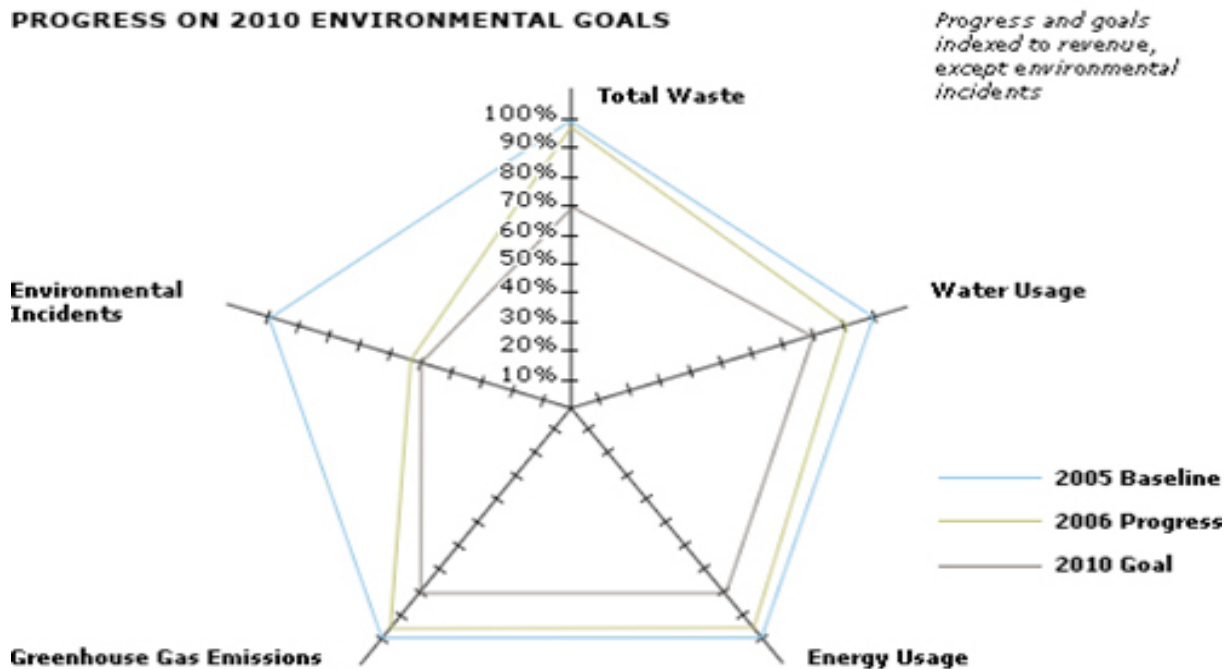 PROGRESS ON 2010 ENVIRONMENTAL GOALS
Progress and goals
indexed to revenue,
except environmental
incidents
Total Waste
100%
90%
80%
70%
60%
50%
40%
30%
20%
10%
Environmental
Incidents
Water Usage
2005 Baseline
2006 Progress
2010 Goal
Greenhouse Gas Emissions
Energy Usage